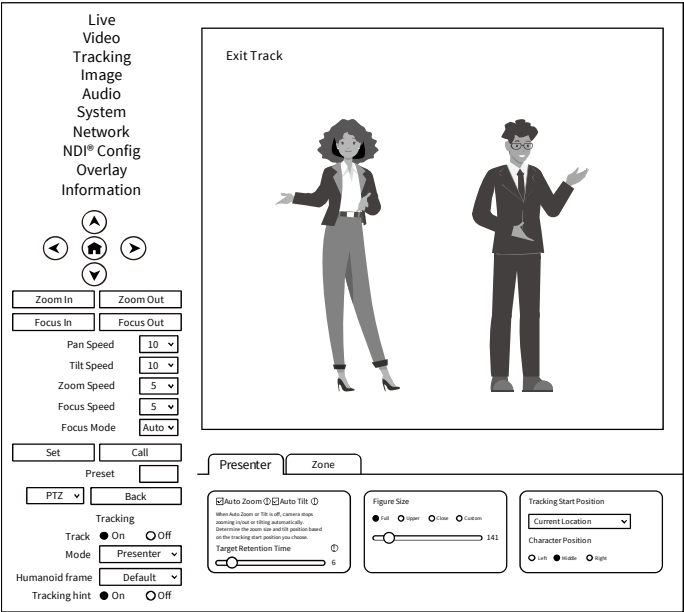 Live
Video
Tracking
Image
Audio
System
Network
NDI® Config
Overlay
Information
Zoom In Zoom Out
Focus In Focus Out
Pan Speed 10
Tilt Speed 10
Zoom Speed 5
Focus Speed 5
Focus Mode Auto
Set Call
Preset
PTZ Back
Tracking
Track On Off
Mode Presenter
Humanoid frame Default
Tracking hint On Off
Exit Track
Presenter Zone
Auto Zoom Auto Tilt
When Auto Zoom or Tilt is off, camera stops
zooming in/out or tilting automatically.
Determine the zoom size and tilt position based
on the tracking start position you choose.
Target Retention Time
6
Figure Size
Full Upper Close Custom
141
Tracking Start Position
Current Location
Character Position
Left Middle Right